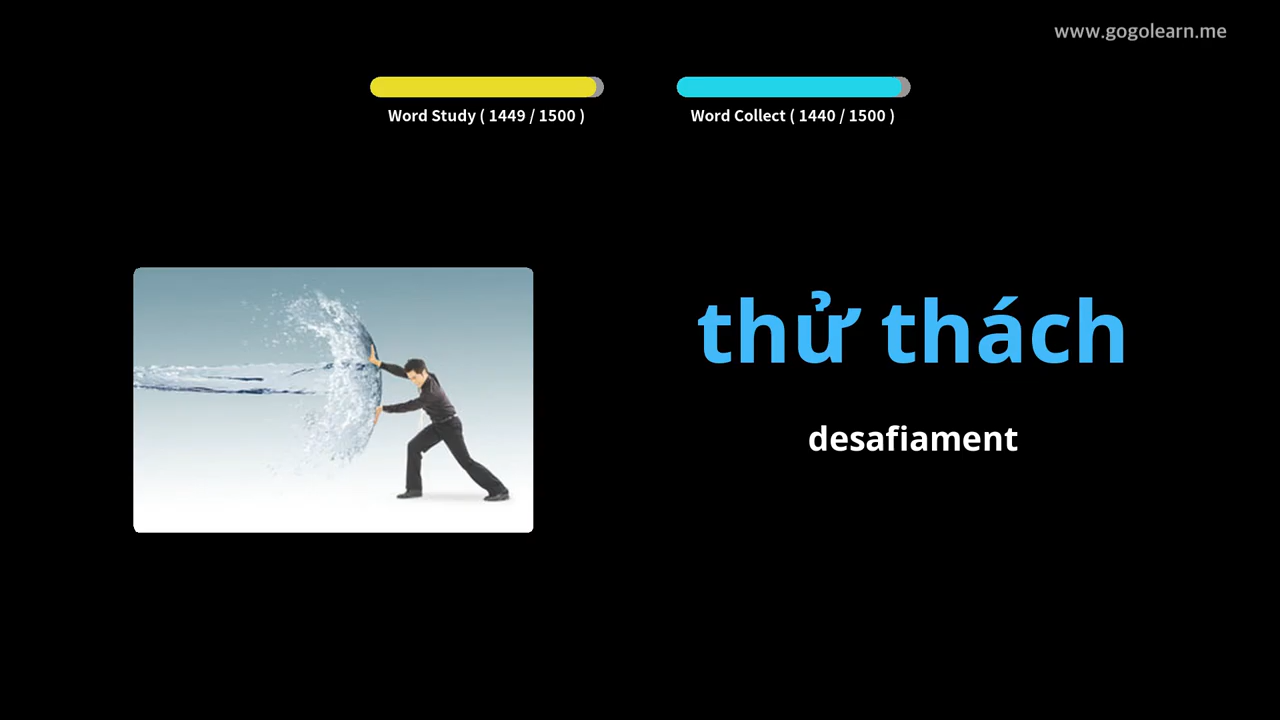 www.gogolearn.me
Word Study ( 1449 / 1500 )
Word Collect ( 1440 / 1500 )
thử thách
desafiament